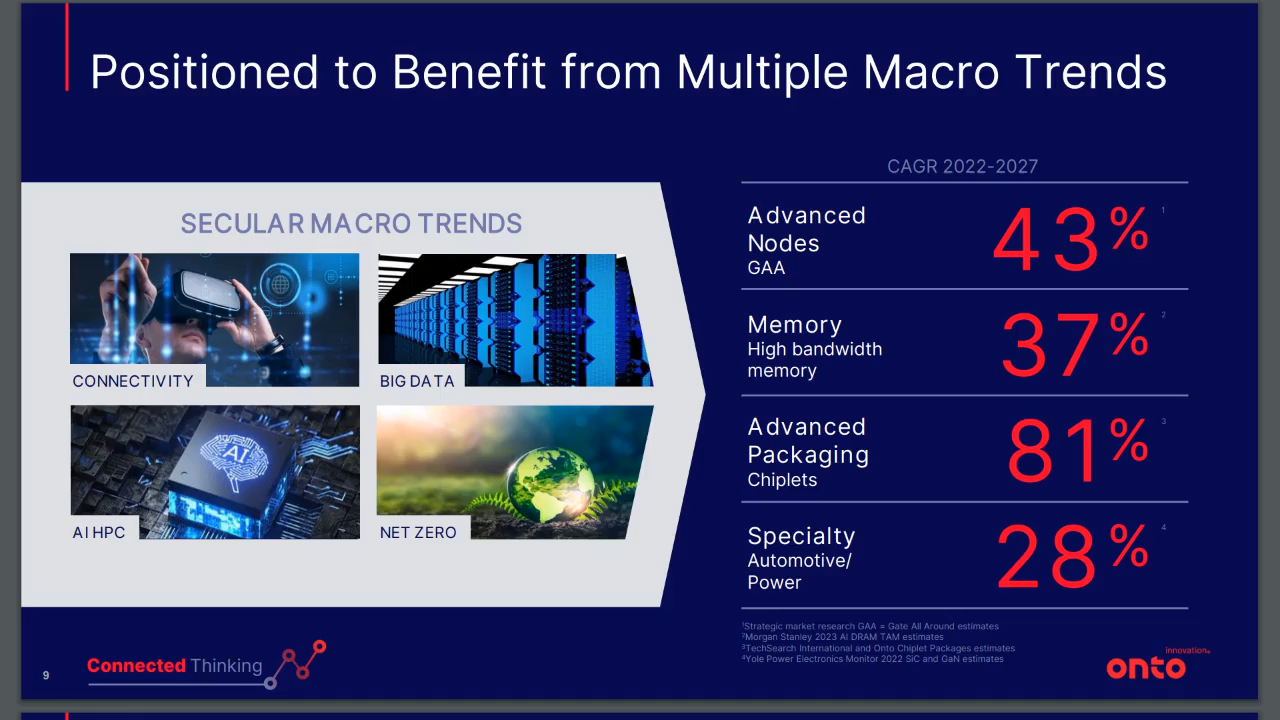 Positioned to Benefit from Multiple Macro Trends
SECULAR MACRO TRENDS
CONNECTIVITY
BIG DATA
AI
AI HPC
NET ZERO
CAGR 2022-2027
Advanced
Nodes
GAA
43%
1
Memory
High bandwidth
memory
37%
2
Advanced
Packaging
Chiplets
81%
3
Specialty
Automotive/
Power
28%
4
1Strategic market research GAA = Gate All Around estimates
2Morgan Stanley 2023 AI DRAM TAM estimates
3TechSearch International and Onto Chiplet Packages estimates
4Yole Power Electronics Monitor 2022 SiC and GaN estimates
9
Connected Thinking
onto
innovation